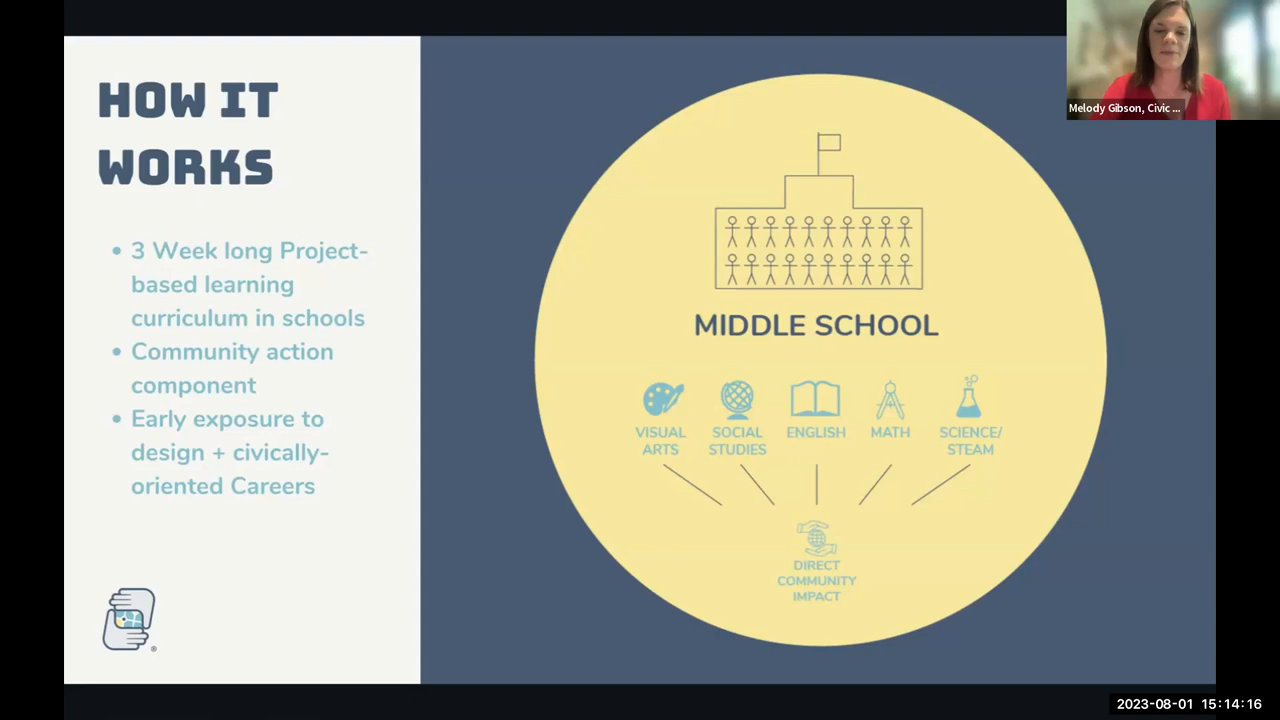 HOW IT
WORKS
• 3 Week long Project-
based learning
curriculum in schools
• Community action
component
• Early exposure to
design + civically-
oriented Careers
®
MIDDLE SCHOOL
VISUAL
ARTS
SOCIAL
STUDIES
ENGLISH
MATH
SCIENCE/
STEAM
DIRECT
COMMUNITY
IMPACT
Melody Gibson, Civic ...
2023-08-01 15:14:16